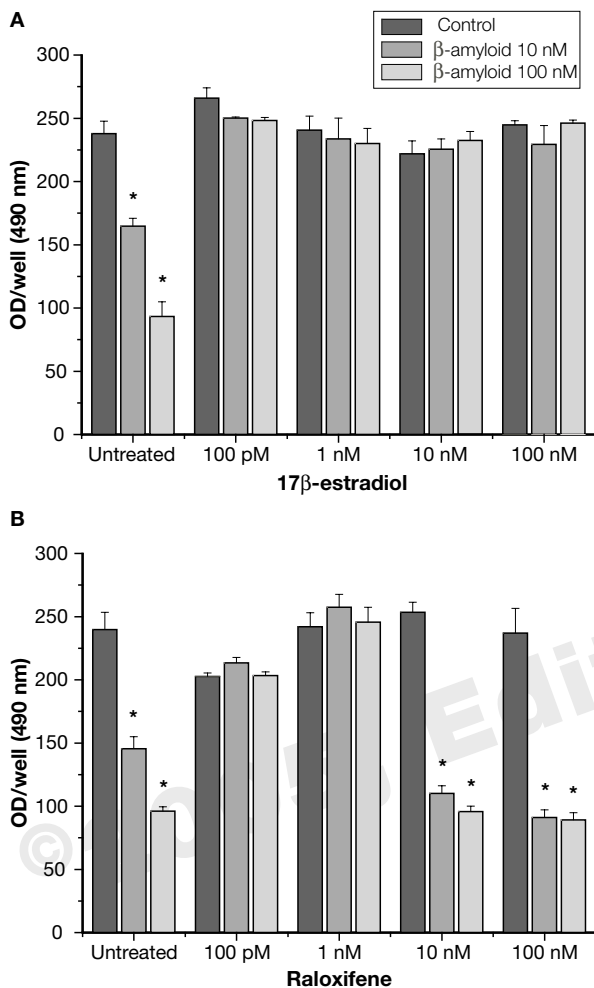 A
Control
β-amyloid 10 nM
β-amyloid 100 nM
OD/well (490 nm)
300
250
200
150
100
50
0
*
*
Untreated 100 pM 1 nM 10 nM 100 nM
17β-estradiol
B
OD/well (490 nm)
300
250
200
150
100
50
0
*
*
*
*
*
*
Untreated 100 pM 1 nM 10 nM 100 nM
Raloxifene